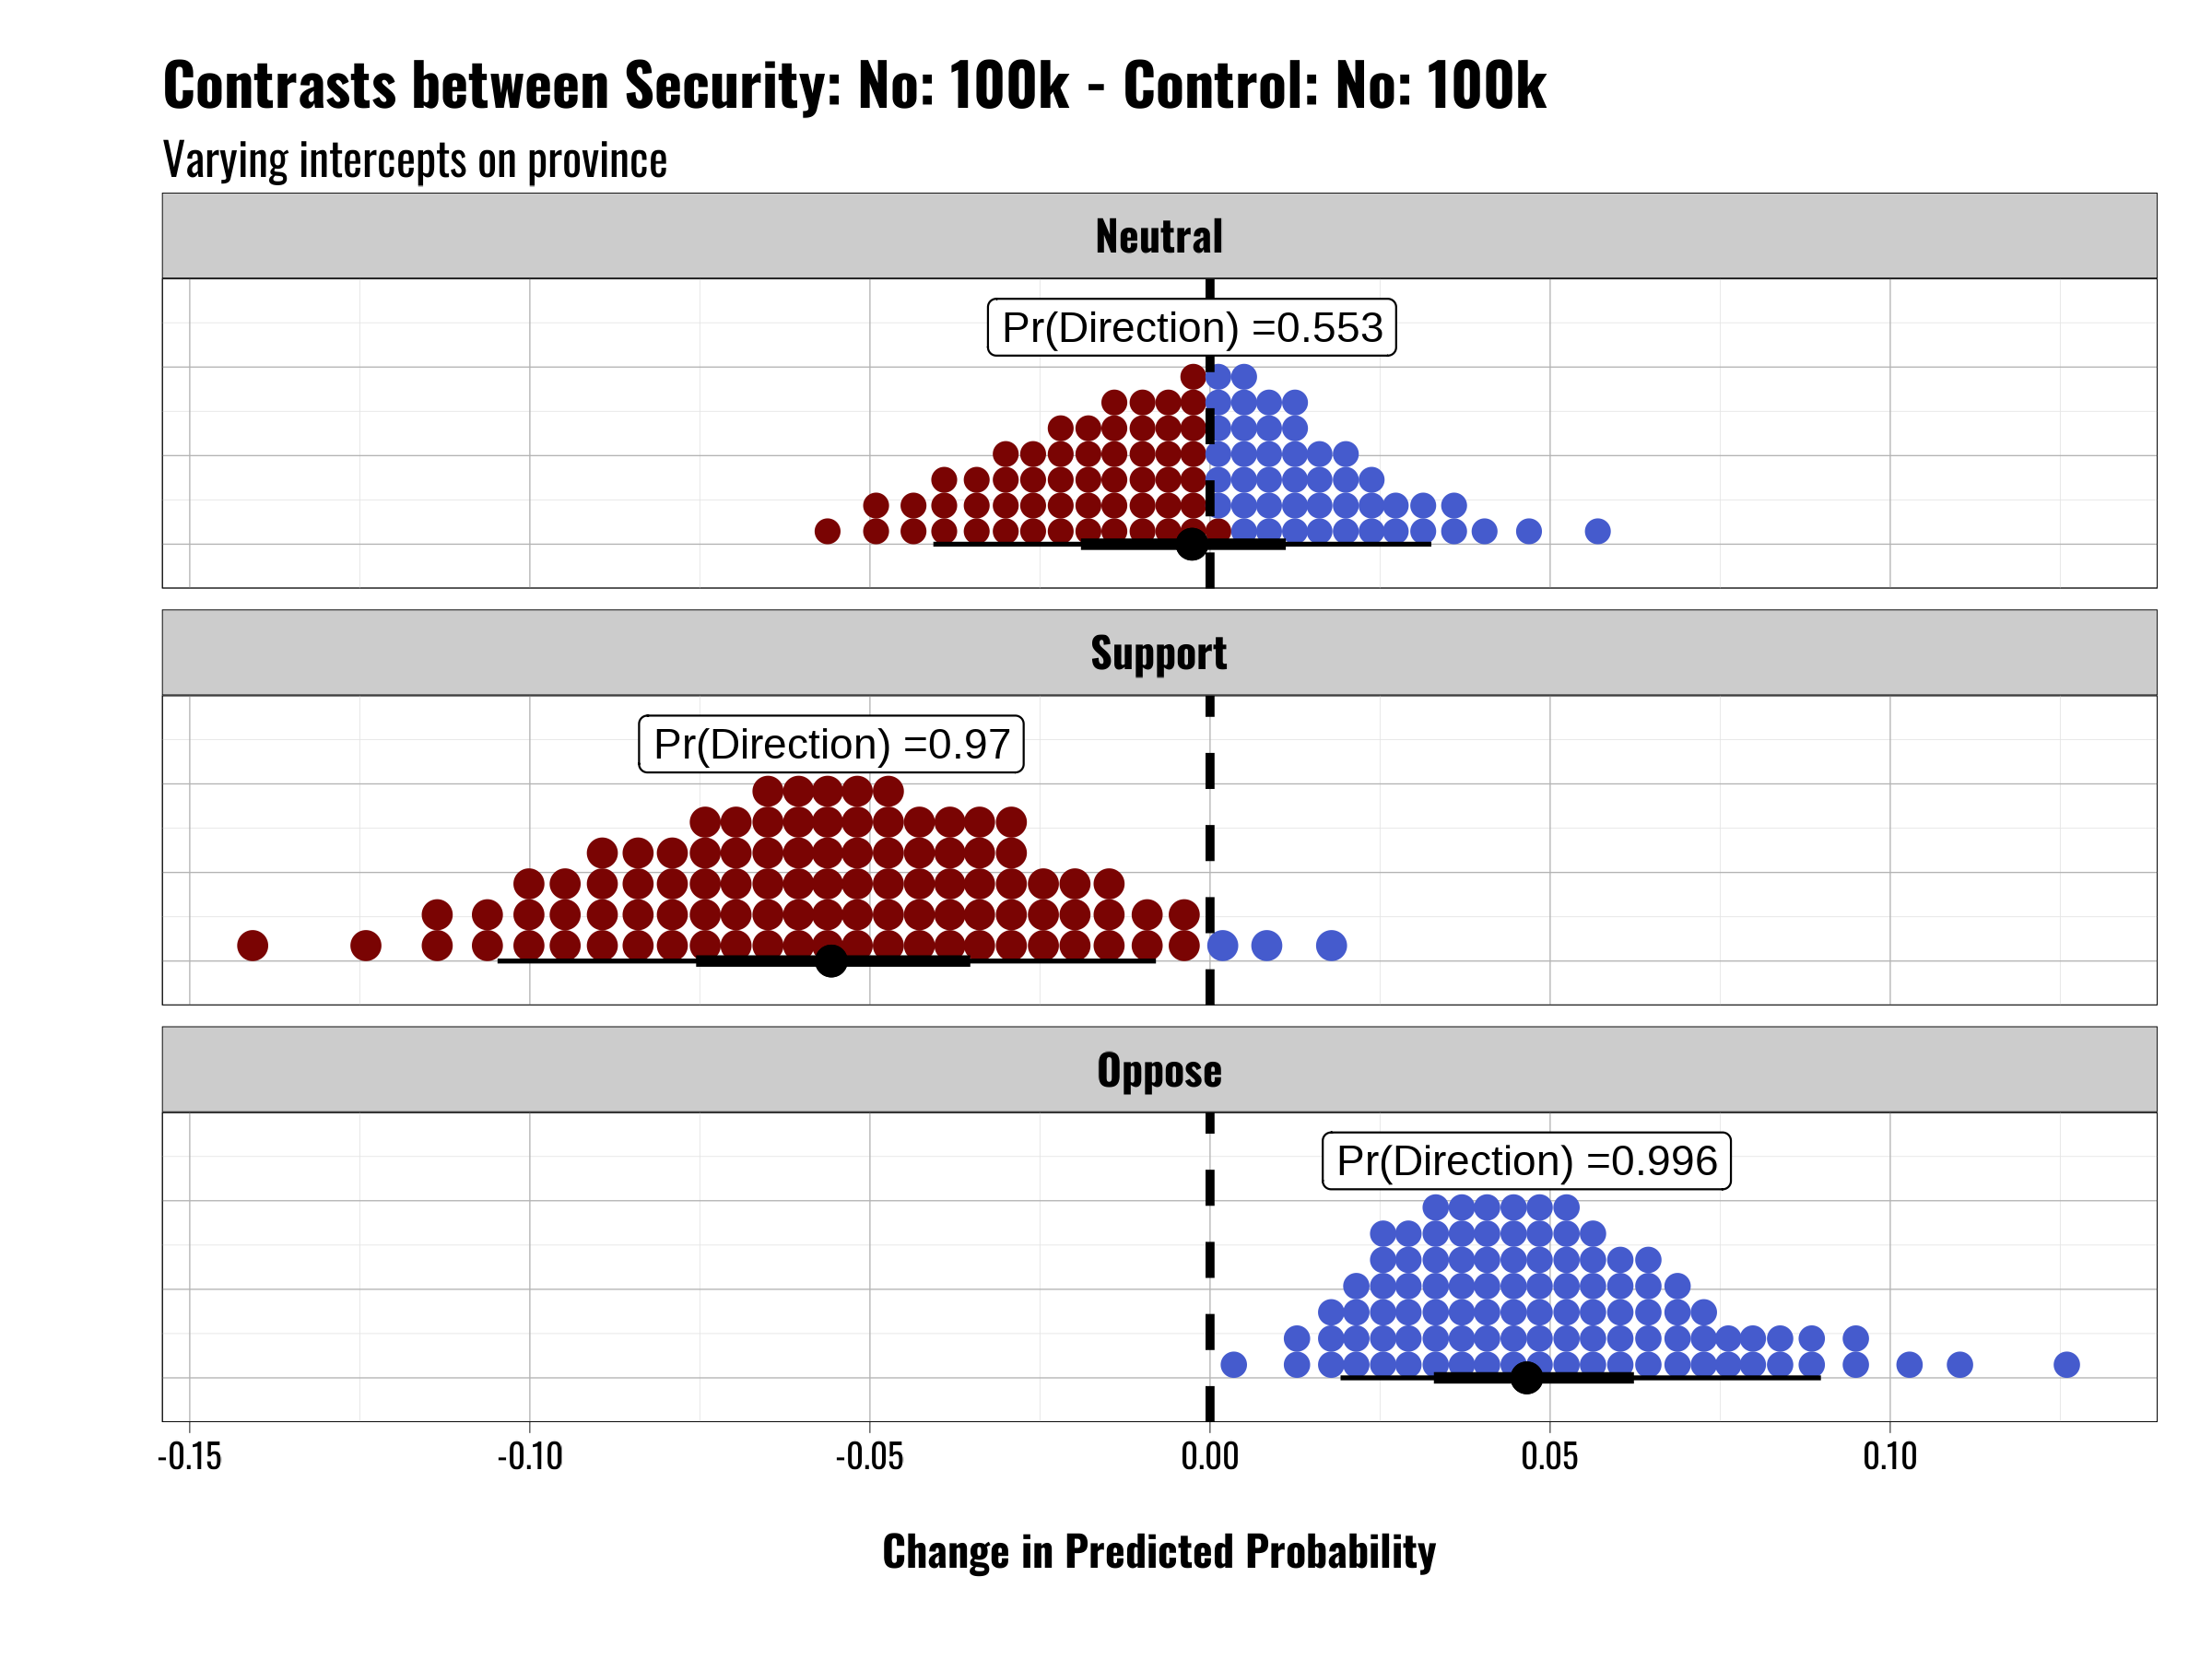 Contrasts between Security: No: 100k - Control: No: 100k
Varying intercepts on province
Neutral
Pr(Direction) =0.553
Support
Pr(Direction) =0.97
Oppose
Pr(Direction) =0.996
-0.15 -0.10 -0.05 0.00 0.05 0.10
Change in Predicted Probability